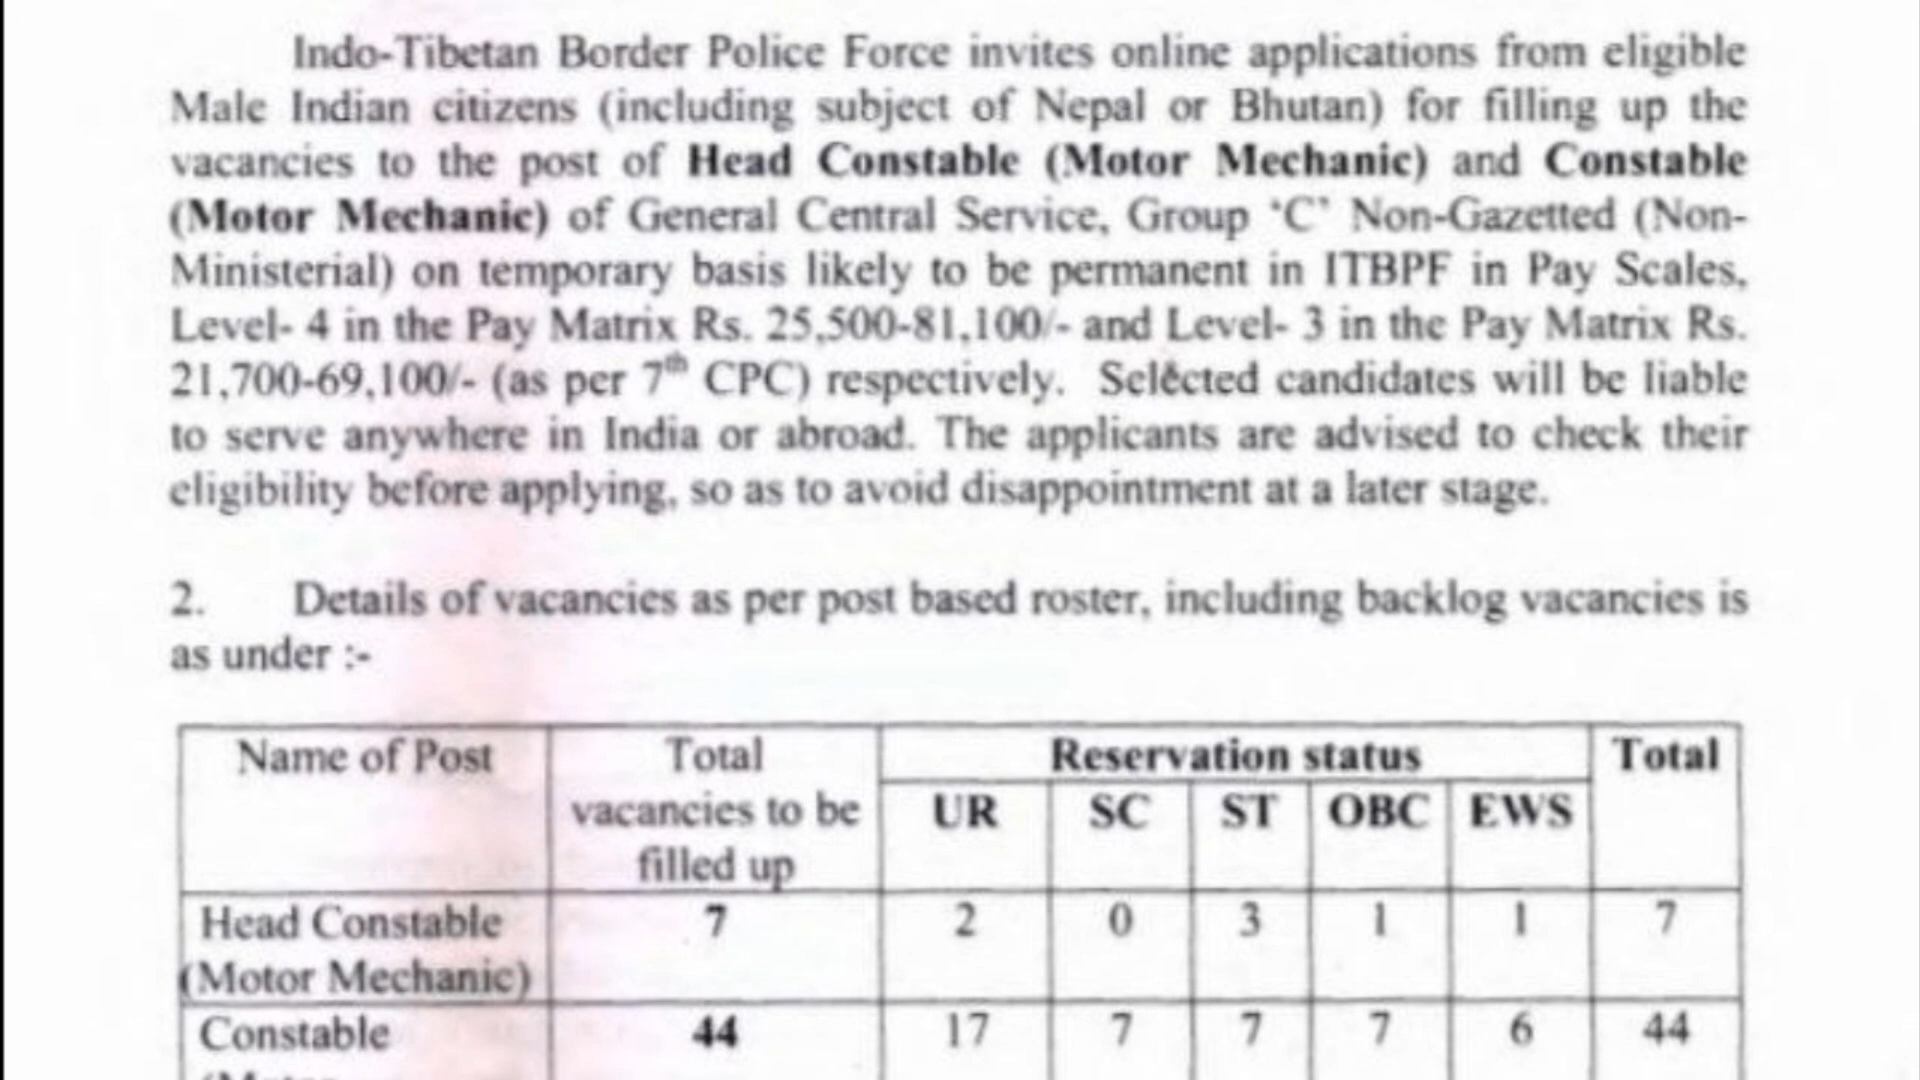 Indo-Tibetan Border Police Force invites online applications from eligible
Male Indian citizens (including subject of Nepal or Bhutan) for filling up the
vacancies to the post of Head Constable (Motor Mechanic) and Constable
(Motor Mechanic) of General Central Service, Group 'C' Non-Gazetted (Non-
Ministerial) on temporary basis likely to be permanent in ITBPF in Pay Scales,
Level- 4 in the Pay Matrix Rs. 25,500-81,100/- and Level- 3 in the Pay Matrix Rs.
21,700-69,100/- (as per 7th CPC) respectively. Selected candidates will be liable
to serve anywhere in India or abroad. The applicants are advised to check their
eligibility before applying, so as to avoid disappointment at a later stage.
2. Details of vacancies as per post based roster, including backlog vacancies is
as under :-
Name of Post Total Reservation status Total
vacancies to be UR SC ST OBC EWS
filled up
Head Constable 7 2 0 3 1 1 7
(Motor Mechanic)
Constable 44 17 7 7 7 6 44
(Motor